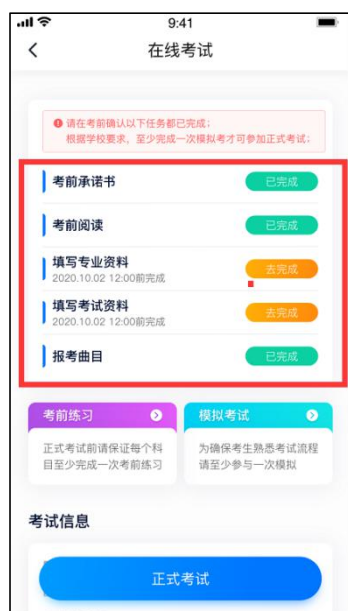 9:41
在线考试
请在考前确认以下任务都已完成：
根据学校要求，至少完成一次模拟考才可参加正式考试；
考前承诺书 已完成
考前阅读 已完成
填写专业资料
2020.10.02 12:00前完成 去完成
填写考试资料
2020.10.02 12:00前完成 去完成
报考曲目 已完成
考前练习 模拟考试
正式考试前请保证每个科 为确保考生熟悉考试流程
目至少完成一次考前练习 请至少参与一次模拟
考试信息
正式考试